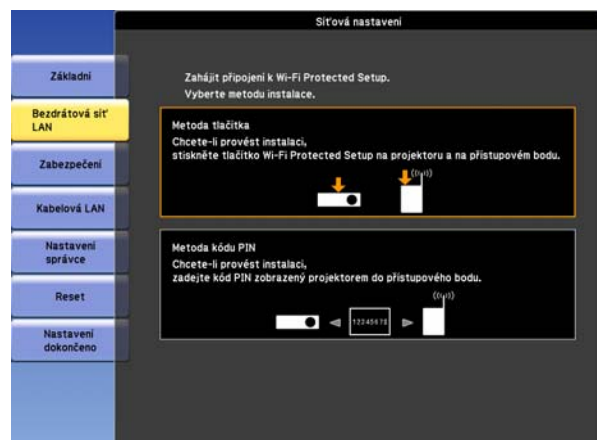 Síťová nastavení
Základní
Bezdrátová síť
LAN
Zabezpečení
Kabelová LAN
Nastavení
správce
Reset
Nastavení
dokončeno
Zahájit připojení k Wi-Fi Protected Setup.
Vyberte metodu instalace.
Metoda tlačítka
Chcete-li provést instalaci,
stiskněte tlačítko Wi-Fi Protected Setup na projektoru a na přístupovém bodu.
Metoda kódu PIN
Chcete-li provést instalaci,
zadejte kód PIN zobrazený projektorem do přístupového bodu.
12345678